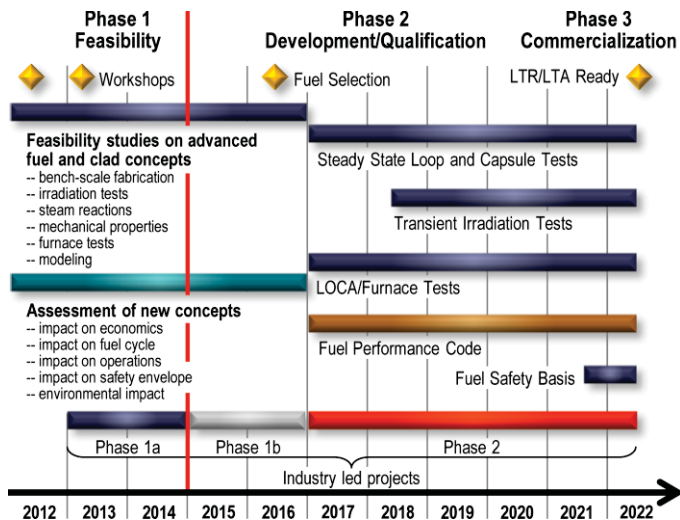 Phase 1
Feasibility
Phase 2
Development/Qualification
Phase 3
Commercialization
Workshops
Fuel Selection
LTR/LTA Ready
Feasibility studies on advanced
fuel and clad concepts
-- bench-scale fabrication
-- irradiation tests
-- steam reactions
-- mechanical properties
-- furnace tests
-- modeling
Steady State Loop and Capsule Tests
Transient Irradiation Tests
LOCA/Furnace Tests
Assessment of new concepts
-- impact on economics
-- impact on fuel cycle
-- impact on operations
-- impact on safety envelope
-- environmental impact
Fuel Performance Code
Fuel Safety Basis
Phase 1a
Phase 1b
Phase 2
Industry led projects
2012 2013 2014 2015 2016 2017 2018 2019 2020 2021 2022